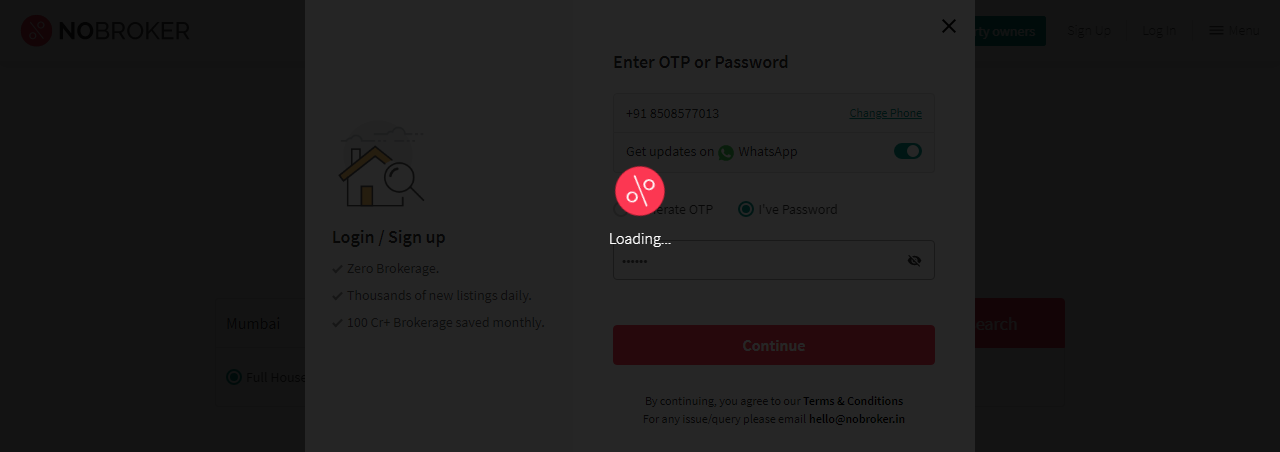 NOBROKER
rty owners
Sign Up
Log In
Menu
Enter OTP or Password
+91 8508577013
Change Phone
Get updates on WhatsApp
erate OTP
I've Password
Loading...
••••••
Login / Sign up
Zero Brokerage.
Thousands of new listings daily.
100 Cr+ Brokerage saved monthly.
Mumbai
earch
Full House
Continue
By continuing, you agree to our Terms & Conditions
For any issue/query please email hello@nobroker.in